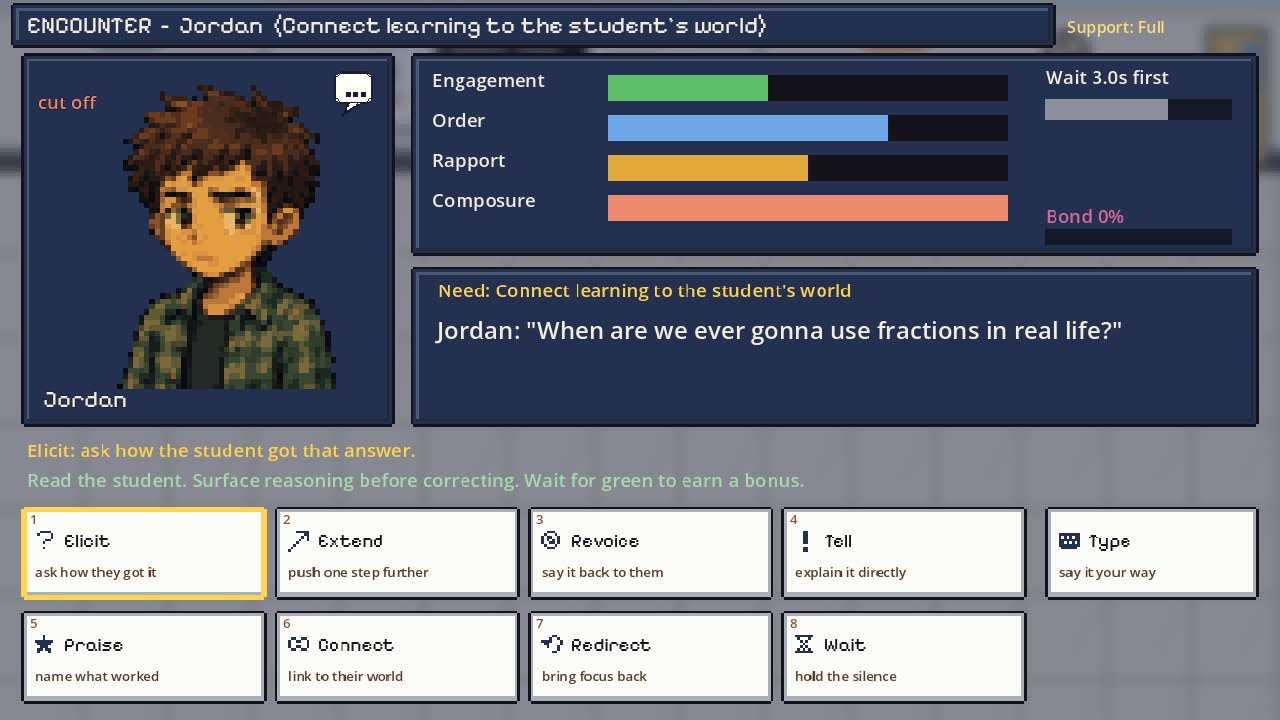 ENCOUNTER - Jordan (Connect learning to the student's world)
Support: Full
cut off
Jordan
Engagement
Order
Rapport
Composure
Wait 3.0s first
Bond 0%
Need: Connect learning to the student's world
Jordan: "When are we ever gonna use fractions in real life?"
Elicit: ask how the student got that answer.
Read the student. Surface reasoning before correcting. Wait for green to earn a bonus.
1
? Elicit
ask how they got it
2
Extend
push one step further
3
Revoice
say it back to them
4
! Tell
explain it directly
Type
say it your way
5
Praise
name what worked
6
Connect
link to their world
7
Redirect
bring focus back
8
Wait
hold the silence